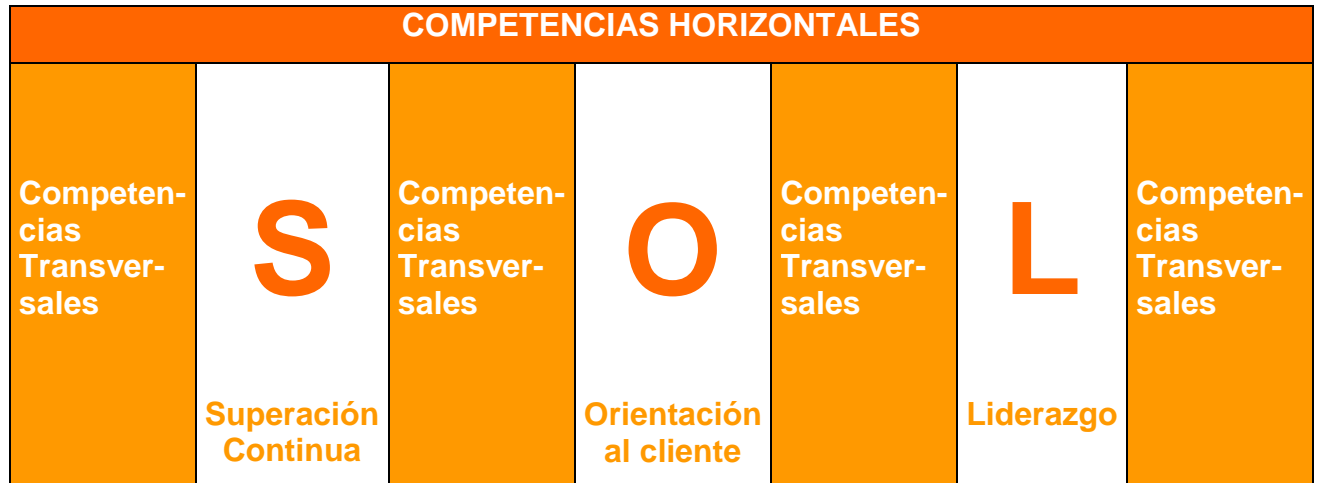 COMPETENCIAS HORIZONTALES
Competen-
cias
Transver-
sales
S
Superación
Continua
Competen-
cias
Transver-
sales
O
Orientación
al cliente
Competen-
cias
Transver-
sales
L
Liderazgo
Competen-
cias
Transver-
sales